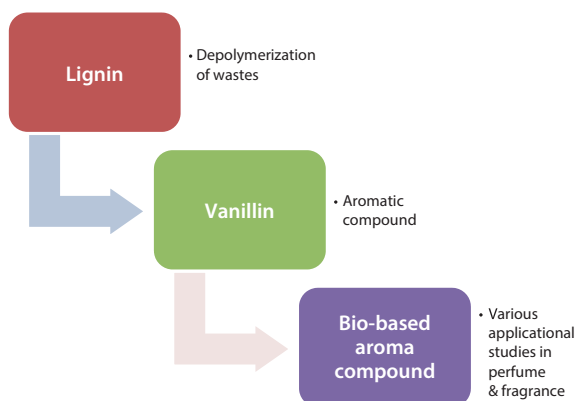 Lignin
• Depolymerization
of wastes
Vanillin
• Aromatic
compound
Bio-based
aroma
compound
• Various
applicational
studies in
perfume
& fragrance